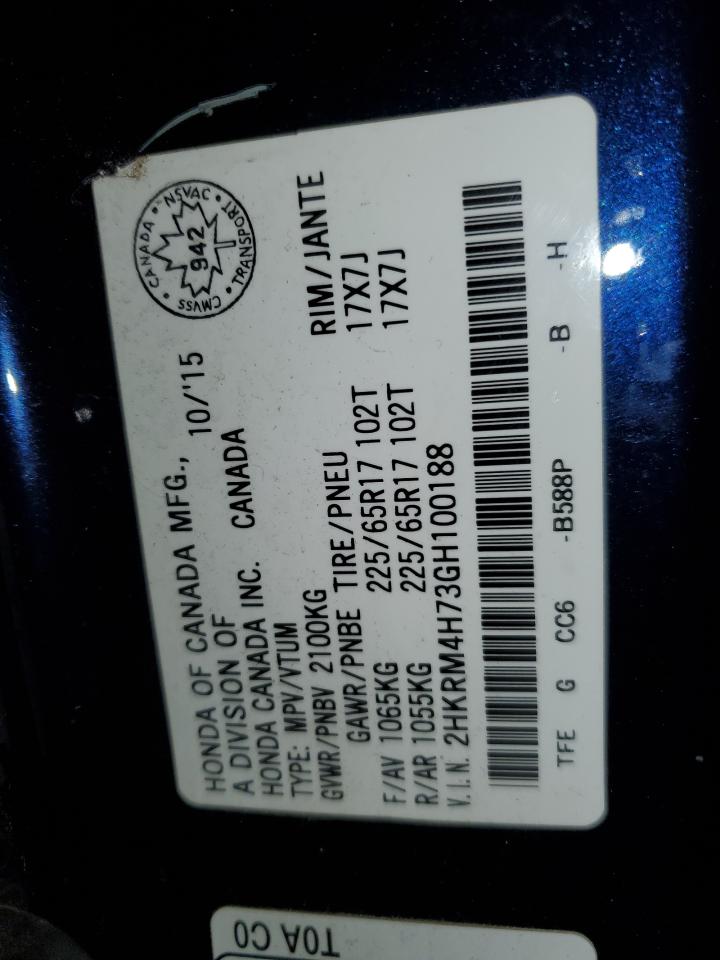 HONDA OF CANADA MFG., 10/'15
A DIVISION OF
HONDA CANADA INC. CANADA
TYPE: MPV/VTUM
GVWR/PNBV 2100KG
GAWR/PNBE TIRE/PNEU RIM/JANTE
F/AV 1065KG 225/65R17 102T 17X7J
R/AR 1055KG 225/65R17 102T 17X7J
V.I.N. 2HKRM4H73GH100188
TFE G CC6 -B588P -B -H
CANADA • NSVAC • TRANSPORT • CMVSS •
942
T0A C0